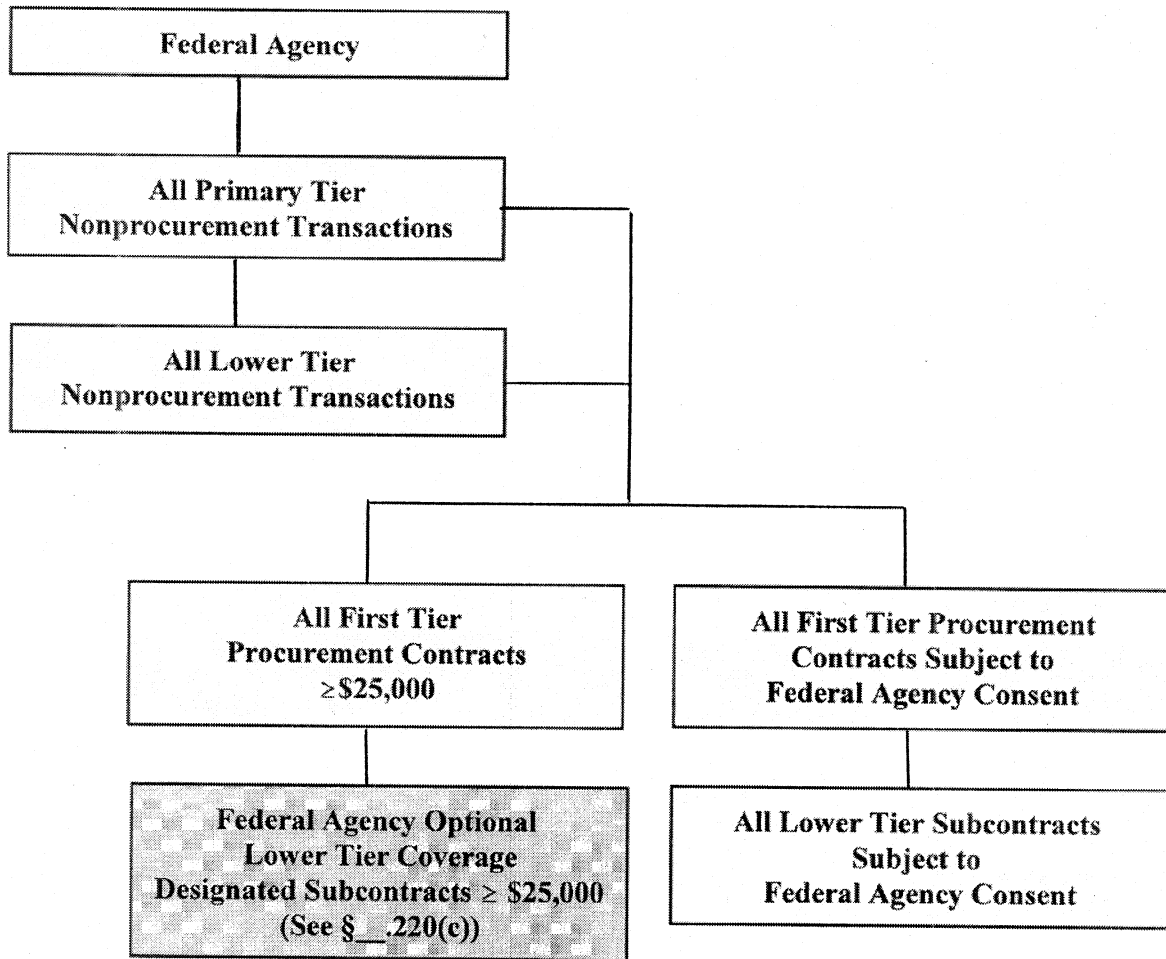 Federal Agency
All Primary Tier
Nonprocurement Transactions
All Lower Tier
Nonprocurement Transactions
All First Tier
Procurement Contracts
≥$25,000
All First Tier Procurement
Contracts Subject to
Federal Agency Consent
Federal Agency Optional
Lower Tier Coverage
Designated Subcontracts ≥ $25,000
(See §__.220(c))
All Lower Tier Subcontracts
Subject to
Federal Agency Consent